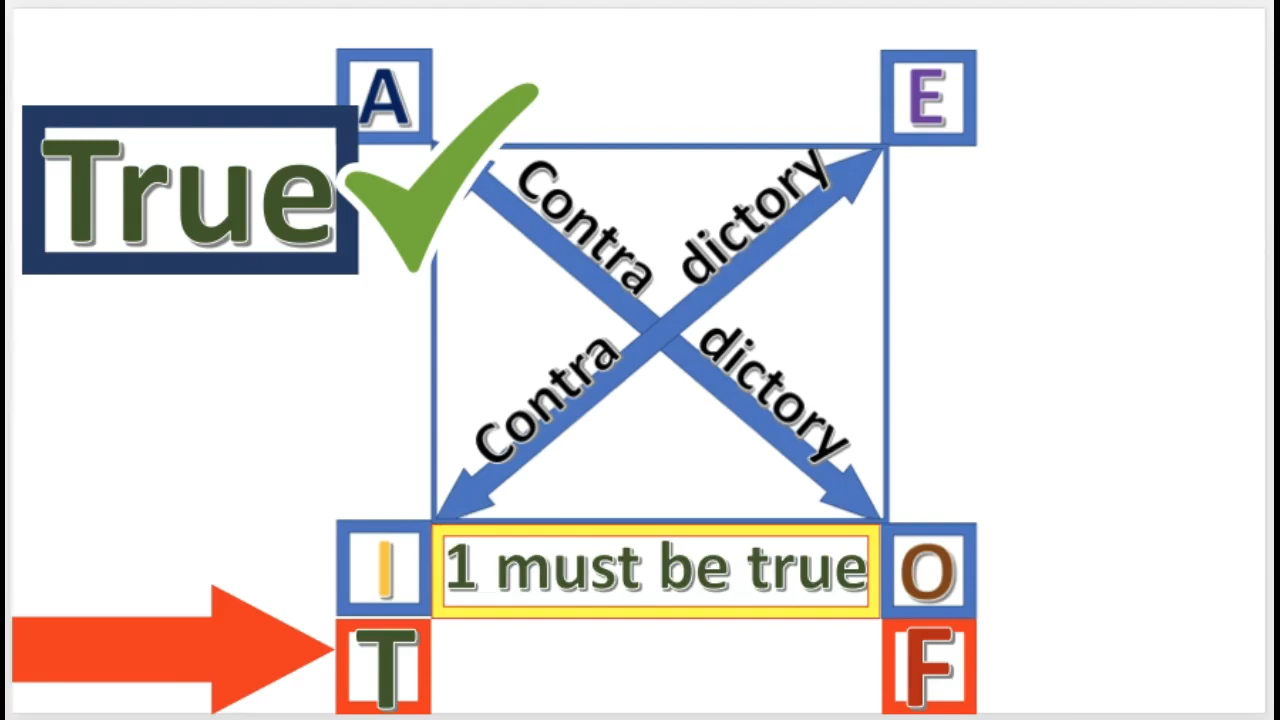 A
E
True
Contra
dictory
Contra
dictory
I
1 must be true
O
T
F